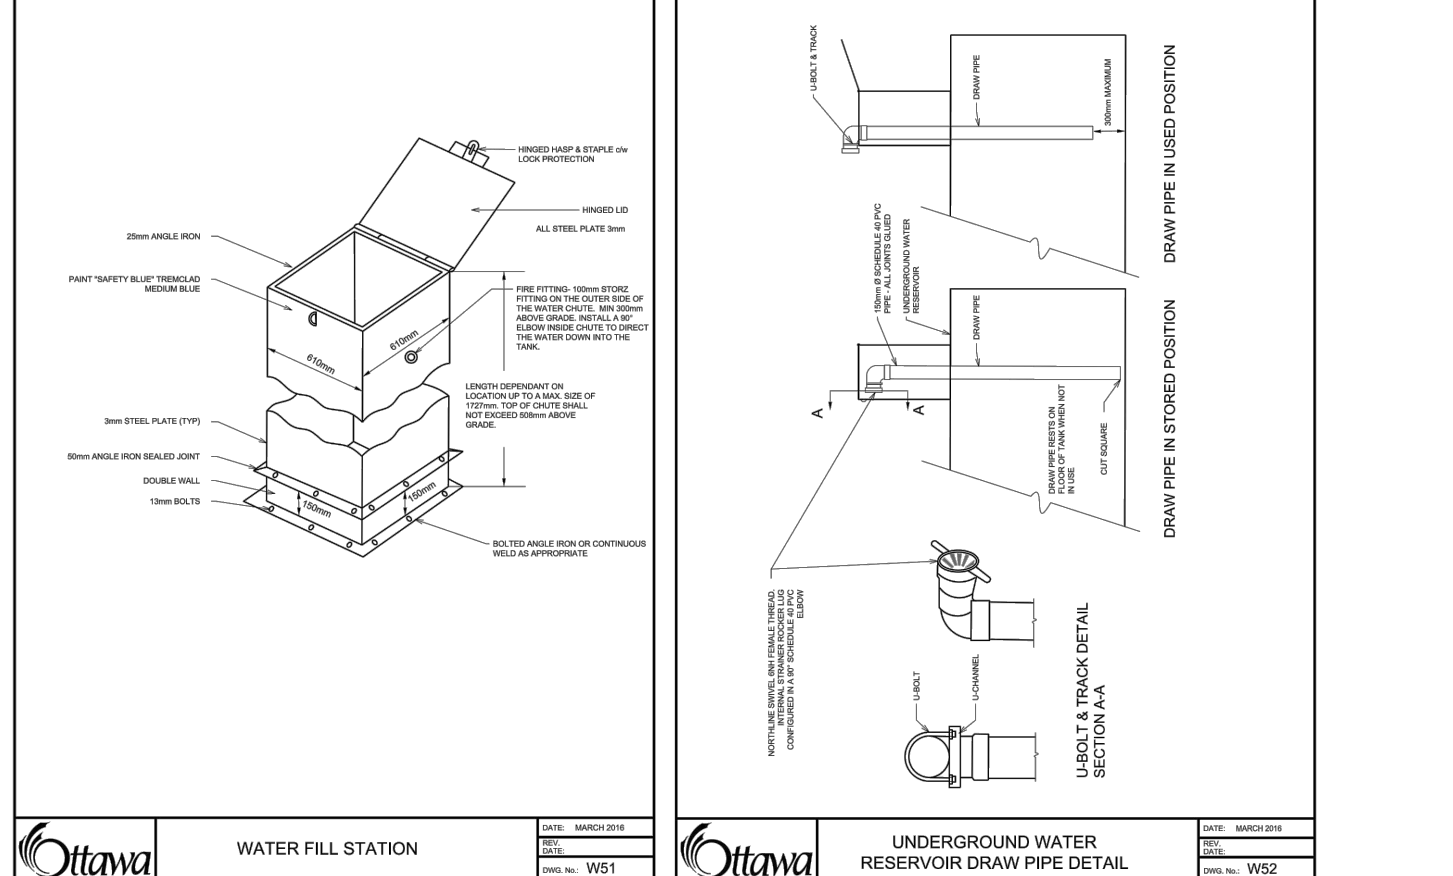 HINGED HASP & STAPLE c/w
LOCK PROTECTION
HINGED LID
ALL STEEL PLATE 3mm
25mm ANGLE IRON
PAINT "SAFETY BLUE" TREMCLAD
MEDIUM BLUE
FIRE FITTING- 100mm STORZ
FITTING ON THE OUTER SIDE OF
THE WATER CHUTE. MIN 300mm
ABOVE GRADE. INSTALL A 90°
ELBOW INSIDE CHUTE TO DIRECT
THE WATER DOWN INTO THE
TANK.
610mm
610mm
LENGTH DEPENDANT ON
LOCATION UP TO A MAX. SIZE OF
1727mm. TOP OF CHUTE SHALL
NOT EXCEED 508mm ABOVE
GRADE.
3mm STEEL PLATE (TYP)
50mm ANGLE IRON SEALED JOINT
DOUBLE WALL
13mm BOLTS
150mm
150mm
BOLTED ANGLE IRON OR CONTINUOUS
WELD AS APPROPRIATE
Ottawa
WATER FILL STATION
DATE: MARCH 2016
REV.
DATE:
DWG. No.: W51
U-BOLT & TRACK
DRAW PIPE
300mm MAXIMUM
DRAW PIPE IN USED POSITION
150mm Ø SCHEDULE 40 PVC
PIPE - ALL JOINTS GLUED
UNDERGROUND WATER
RESERVOIR
DRAW PIPE
A
A
DRAW PIPE RESTS ON
FLOOR OF TANK WHEN NOT
IN USE
CUT SQUARE
DRAW PIPE IN STORED POSITION
NORTHLINE SWIVEL 6NH FEMALE THREAD.
INTERNAL STRAINER ROCKER LUG
CONFIGURED IN A 90° SCHEDULE 40 PVC
ELBOW
U-BOLT
U-CHANNEL
U-BOLT & TRACK DETAIL
SECTION A-A
Ottawa
UNDERGROUND WATER
RESERVOIR DRAW PIPE DETAIL
DATE: MARCH 2016
REV.
DATE:
DWG. No.: W52